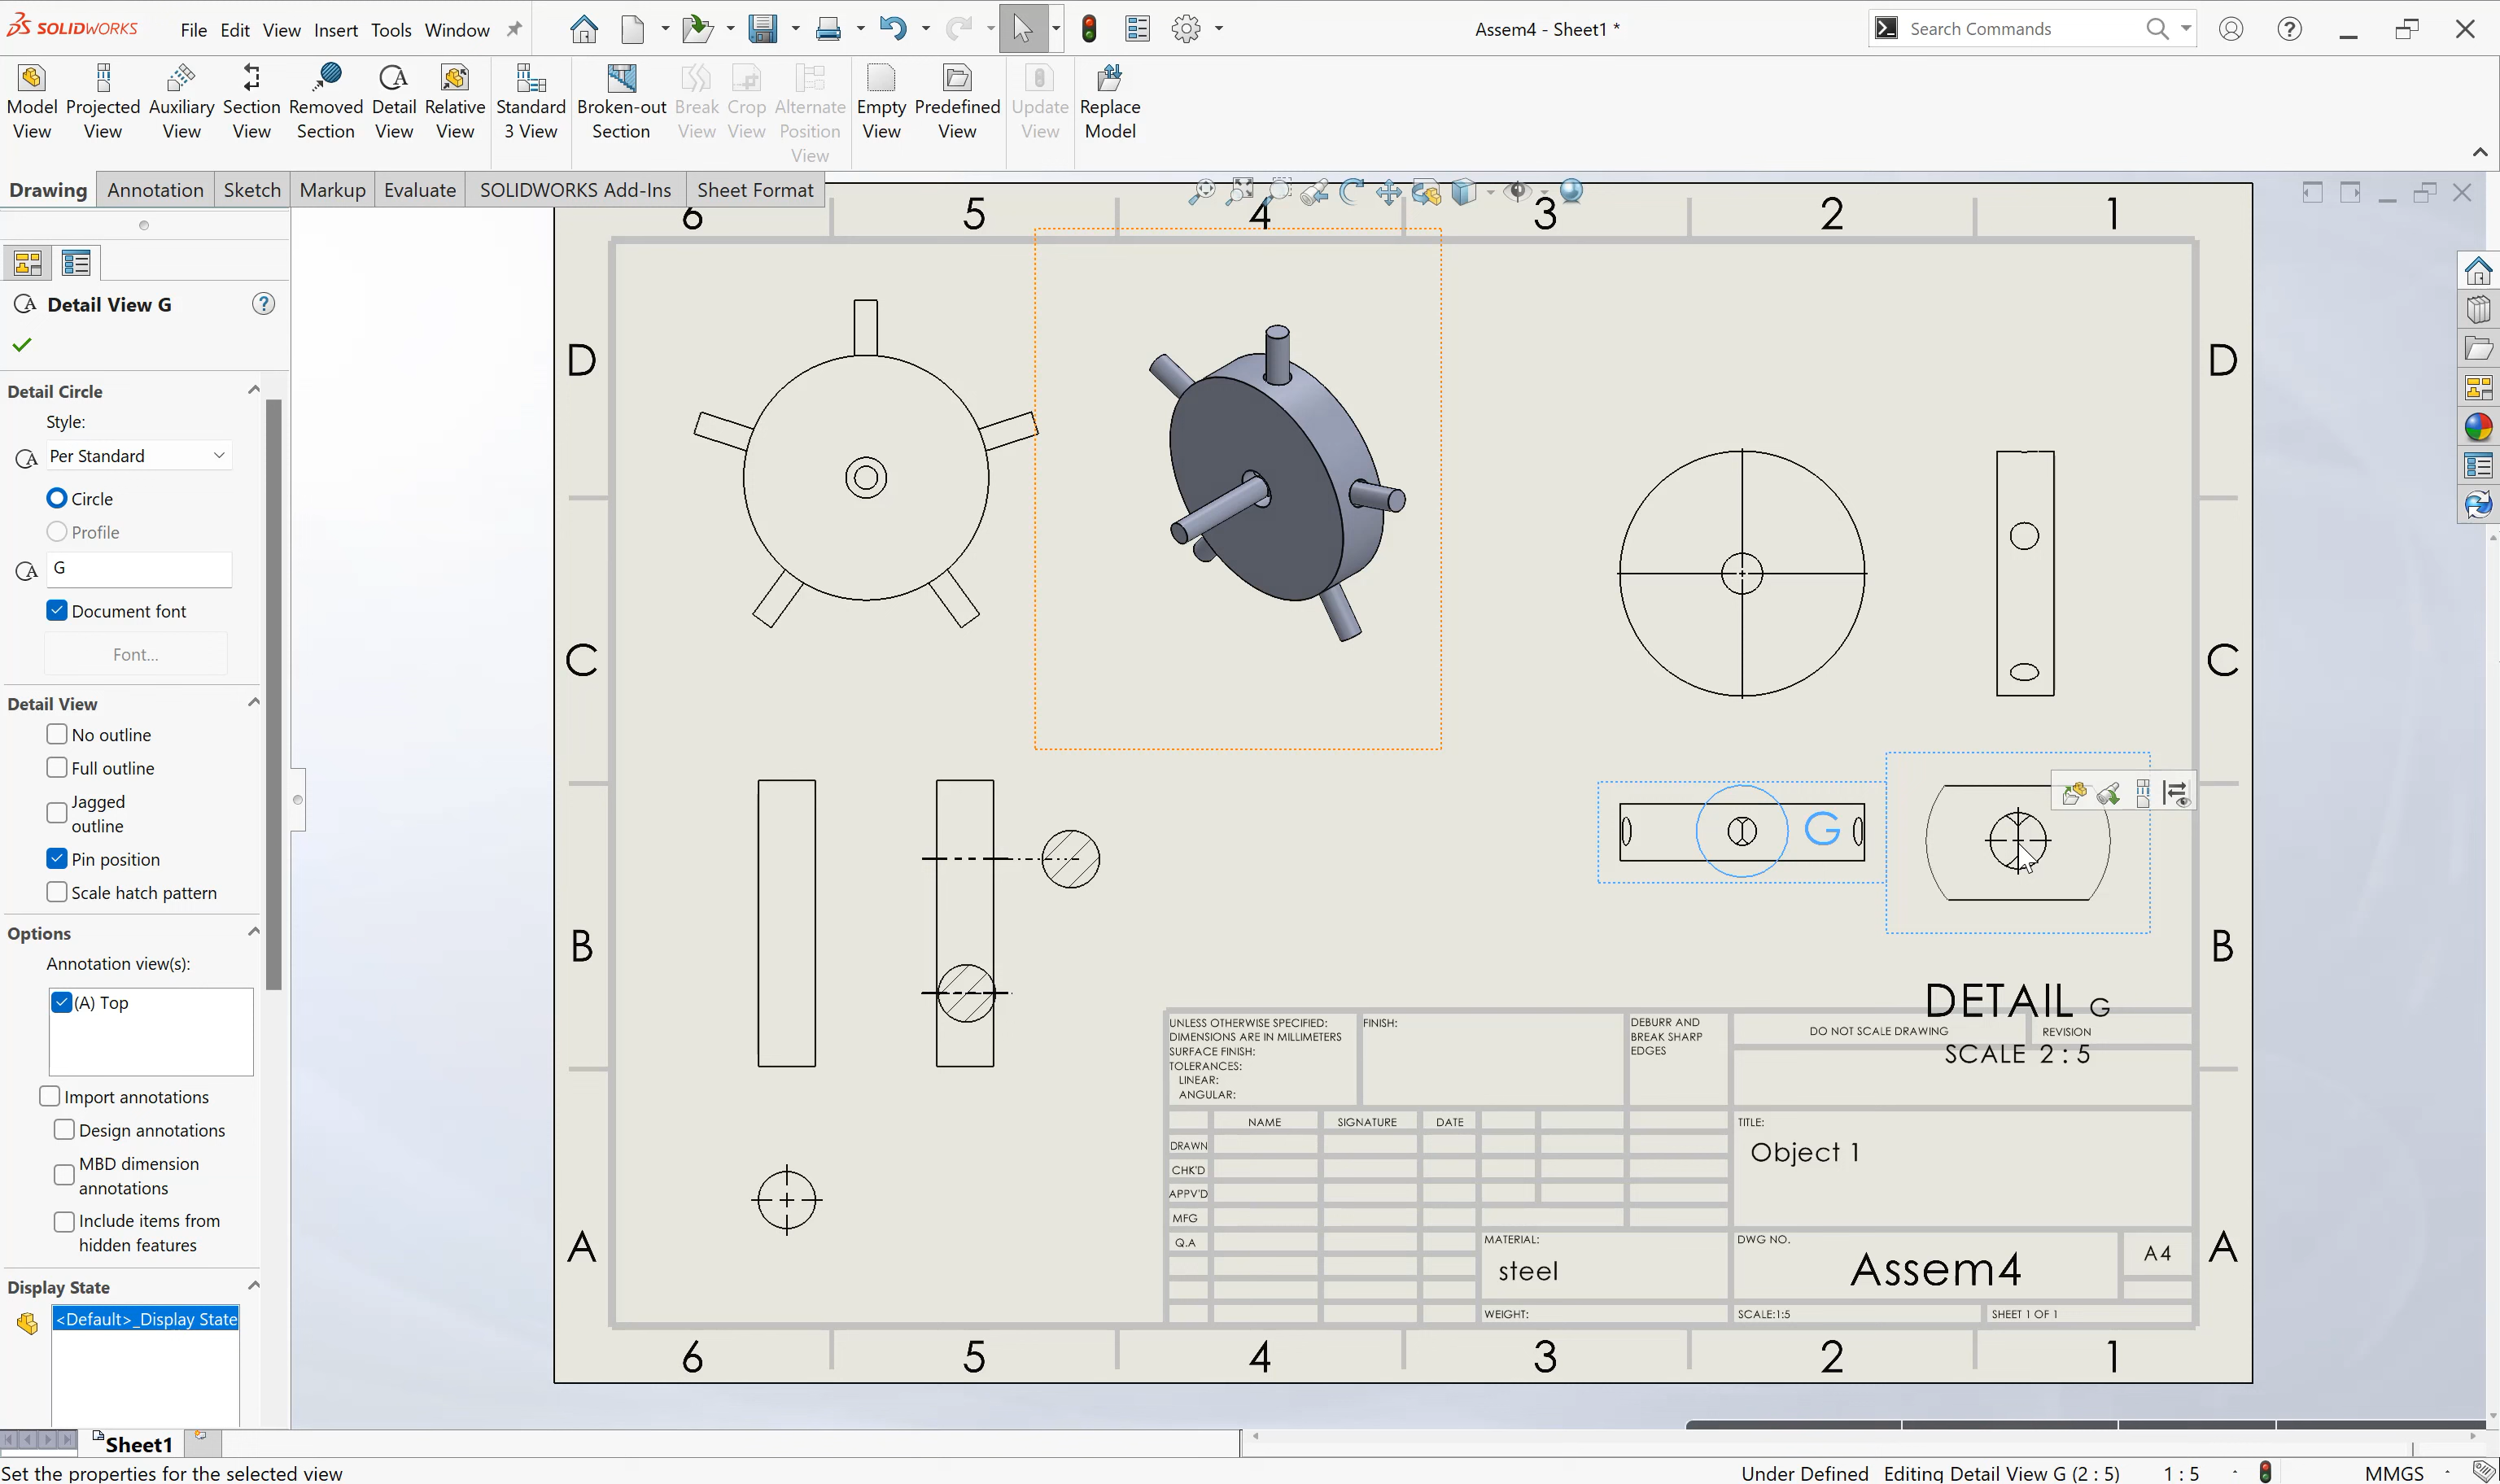 SOLIDWORKS File Edit View Insert Tools Window Assem4 - Sheet1 * Search Commands
Model View
Projected View
Auxiliary View
Section View
Removed Section
Detail View
Relative View
Standard 3 View
Broken-out Section
Break View
Crop View
Alternate Position View
Empty View
Predefined View
Update View
Replace Model
Drawing Annotation Sketch Markup Evaluate SOLIDWORKS Add-Ins Sheet Format
Detail View G
Detail Circle
Style:
Per Standard
Circle
Profile
G
Document font
Font...
Detail View
No outline
Full outline
Jagged
outline
Pin position
Scale hatch pattern
Options
Annotation view(s):
(A) Top
Import annotations
Design annotations
MBD dimension
annotations
Include items from
hidden features
Display State
<Default>_Display State
6 5 4 3 2 1
D D
C C
G
B B
DETAIL G
SCALE 2 : 5
UNLESS OTHERWISE SPECIFIED:
DIMENSIONS ARE IN MILLIMETERS
SURFACE FINISH:
TOLERANCES:
LINEAR:
ANGULAR:
FINISH:
DEBURR AND
BREAK SHARP
EDGES
DO NOT SCALE DRAWING REVISION
NAME SIGNATURE DATE
DRAWN
CHK'D
APPV'D
MFG
Q.A
TITLE:
Object 1
MATERIAL:
steel
DWG NO.
Assem4
A4
WEIGHT:
SCALE:1:5
SHEET 1 OF 1
A A
6 5 4 3 2 1
Sheet1
Set the properties for the selected view Under Defined Editing Detail View G (2 : 5) 1 : 5 MMGS